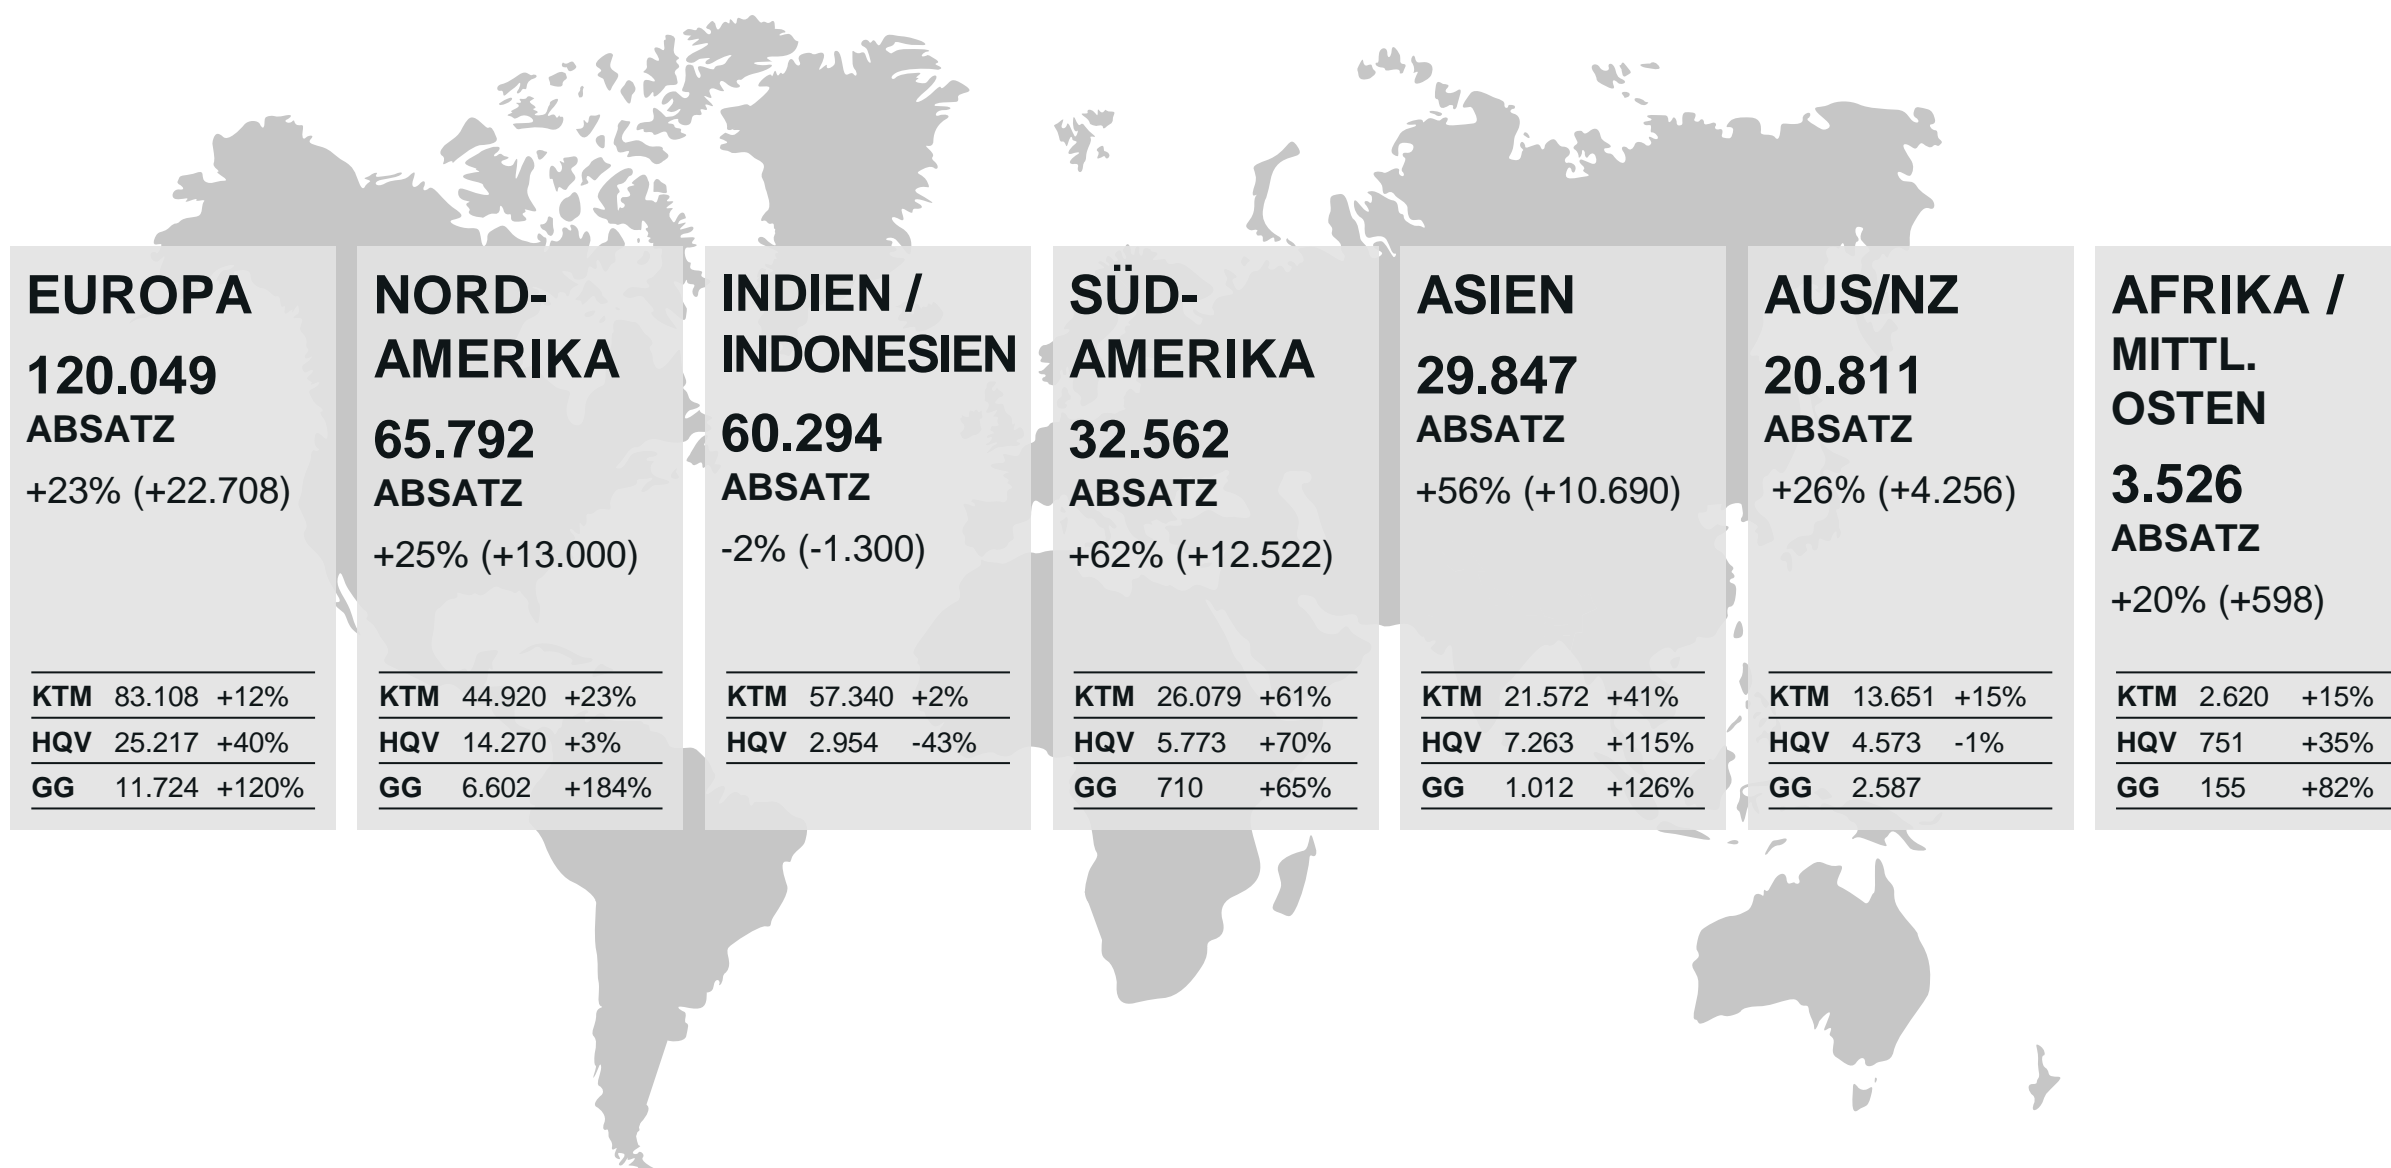 EUROPA
120.049
ABSATZ
+23% (+22.708)
KTM 83.108 +12%
HQV 25.217 +40%
GG 11.724 +120%
NORD-
AMERIKA
65.792
ABSATZ
+25% (+13.000)
KTM 44.920 +23%
HQV 14.270 +3%
GG 6.602 +184%
INDIEN /
INDONESIEN
60.294
ABSATZ
-2% (-1.300)
KTM 57.340 +2%
HQV 2.954 -43%
SÜD-
AMERIKA
32.562
ABSATZ
+62% (+12.522)
KTM 26.079 +61%
HQV 5.773 +70%
GG 710 +65%
ASIEN
29.847
ABSATZ
+56% (+10.690)
KTM 21.572 +41%
HQV 7.263 +115%
GG 1.012 +126%
AUS/NZ
20.811
ABSATZ
+26% (+4.256)
KTM 13.651 +15%
HQV 4.573 -1%
GG 2.587
AFRIKA /
MITTL.
OSTEN
3.526
ABSATZ
+20% (+598)
KTM 2.620 +15%
HQV 751 +35%
GG 155 +82%